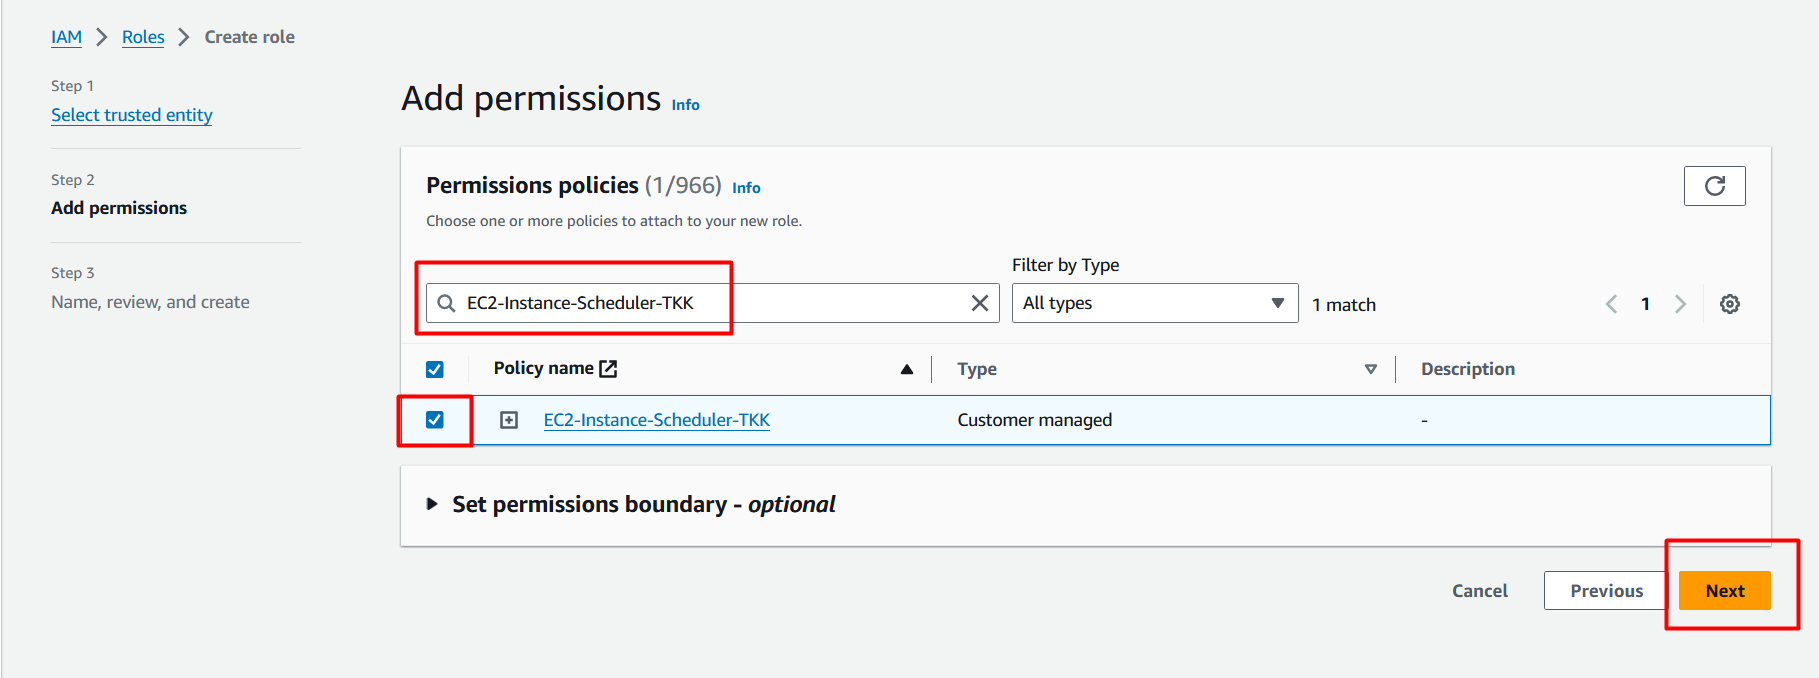 IAM > Roles > Create role
Step 1
Select trusted entity
Step 2
Add permissions
Step 3
Name, review, and create
Add permissions Info
Permissions policies (1/966) Info
Choose one or more policies to attach to your new role.
Filter by Type
EC2-Instance-Scheduler-TKK All types 1 match 1
Policy name Type Description
EC2-Instance-Scheduler-TKK Customer managed -
Set permissions boundary - optional
Cancel Previous Next